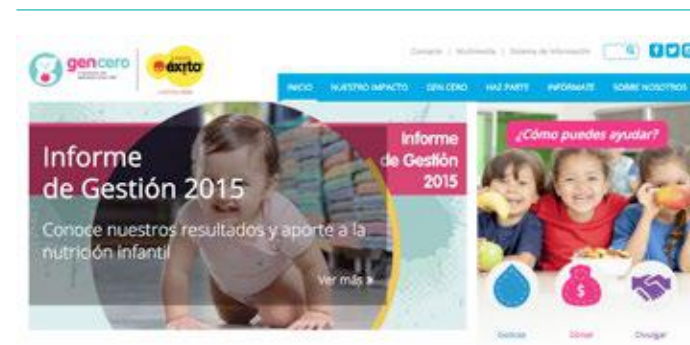 gencero
éxito
Contacto | Multimedia | Sistema de Información
INICIO NUESTRO IMPACTO GEN CERO HAZ PARTE INFÓRMATE SOBRE NOSOTROS
Informe
de Gestión 2015
Conoce nuestros resultados y aporte a la
nutrición infantil
Ver más »
Informe
de Gestión
2015
¿Cómo puedes ayudar?
$
Donar Divulgar